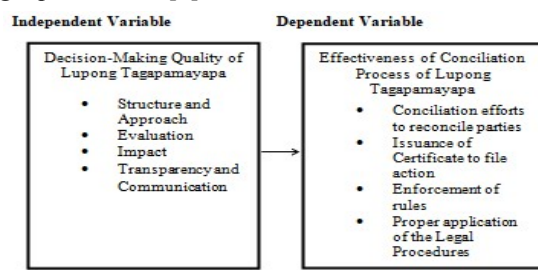 Independent Variable
Dependent Variable
Decision-Making Quality of
Lupong Tagapamayapa
• Structure and
Approach
• Evaluation
• Impact
• Transparency and
Communication
Effectiveness of Conciliation
Process of Lupong
Tagapamayapa
• Conciliation efforts
to reconcile parties
• Issuance of
Certificate to file
action
• Enforcement of
rules
• Proper application
of the Legal
Procedures